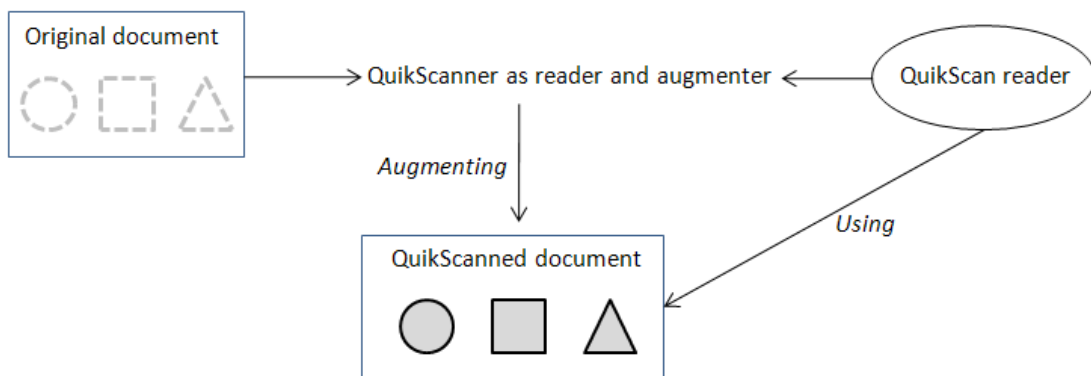 Original document
QuikScanner as reader and augmenter
QuikScan reader
Augmenting
Using
QuikScanned document